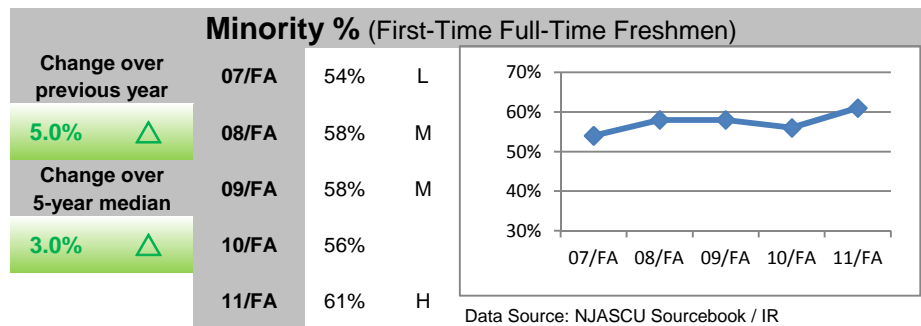 Minority % (First-Time Full-Time Freshmen)
Change over
previous year
5.0%
Change over
5-year median
3.0%
07/FA 54% L
08/FA 58% M
09/FA 58% M
10/FA 56%
11/FA 61% H
70%
60%
50%
40%
30%
07/FA 08/FA 09/FA 10/FA 11/FA
Data Source: NJASCU Sourcebook / IR